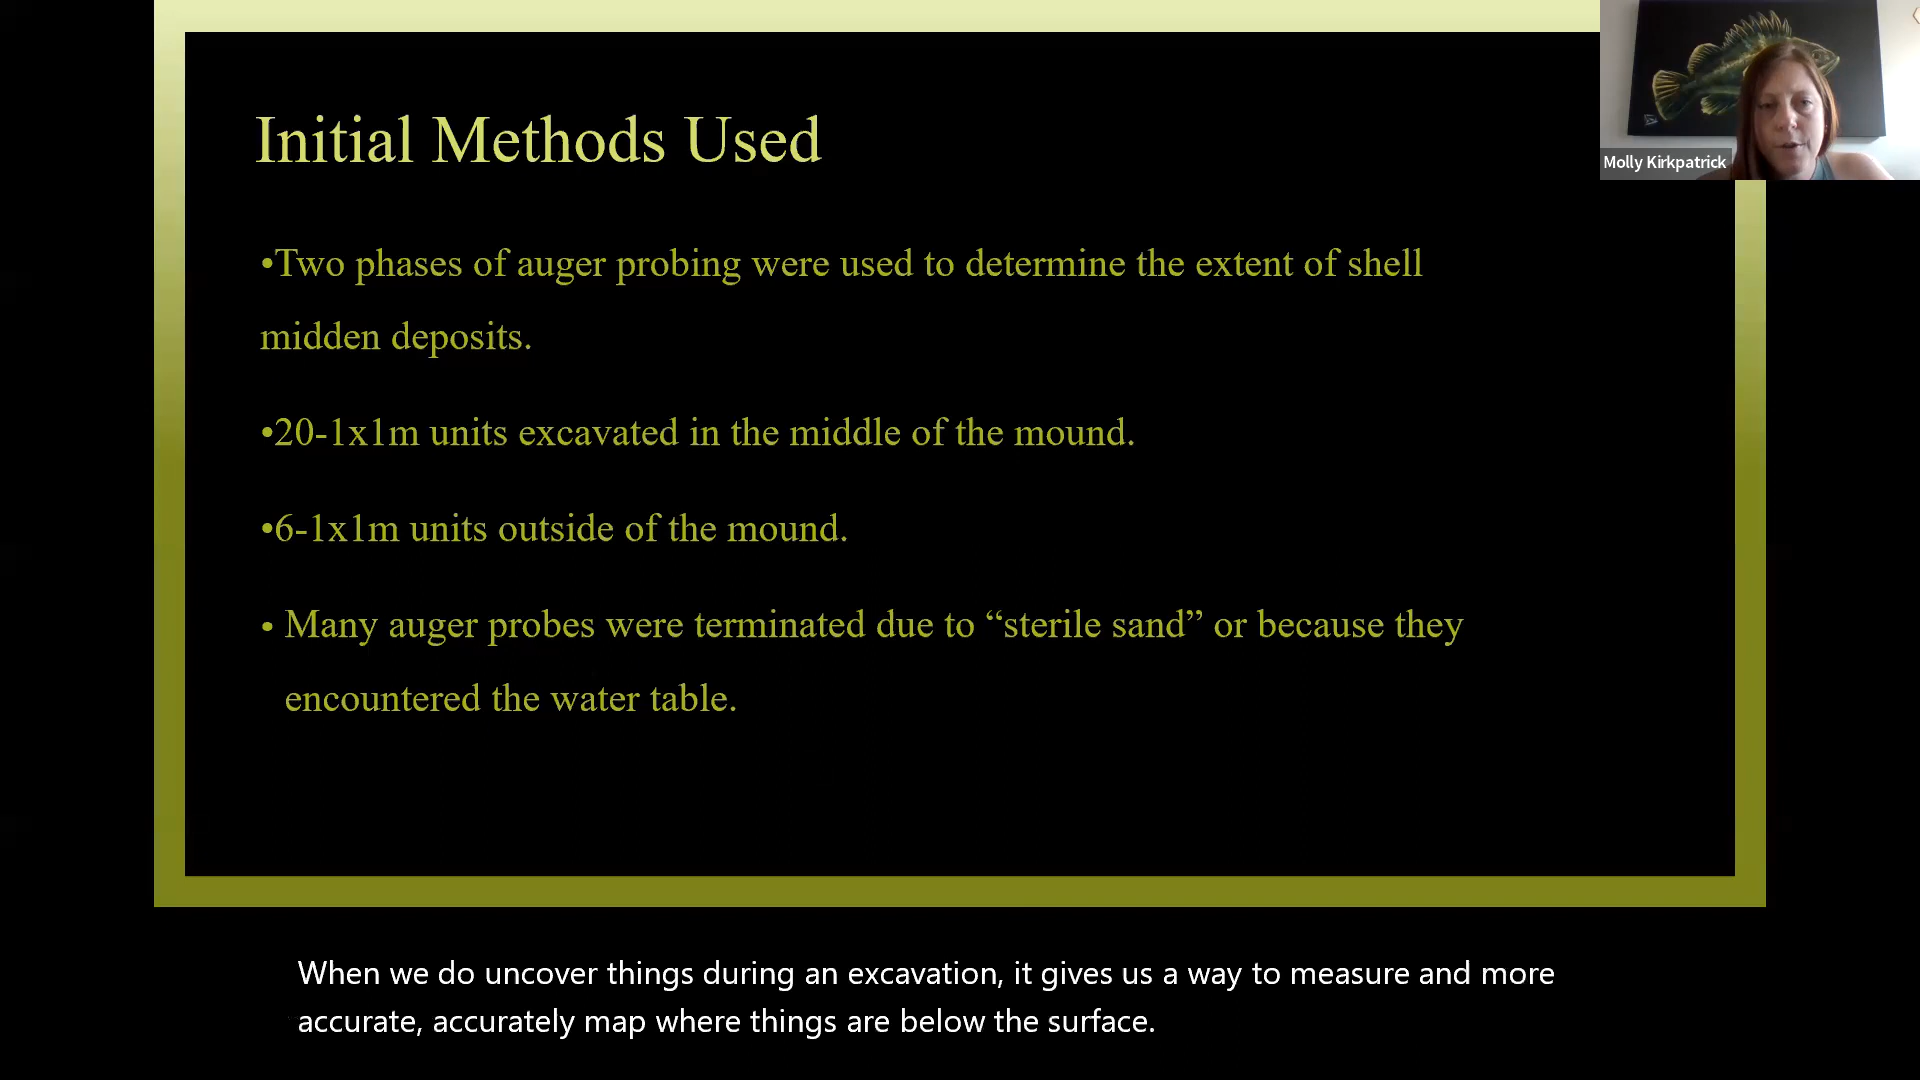 Initial Methods Used
•Two phases of auger probing were used to determine the extent of shell
midden deposits.
•20-1x1m units excavated in the middle of the mound.
•6-1x1m units outside of the mound.
• Many auger probes were terminated due to “sterile sand” or because they
encountered the water table.
Molly Kirkpatrick
When we do uncover things during an excavation, it gives us a way to measure and more
accurate, accurately map where things are below the surface.